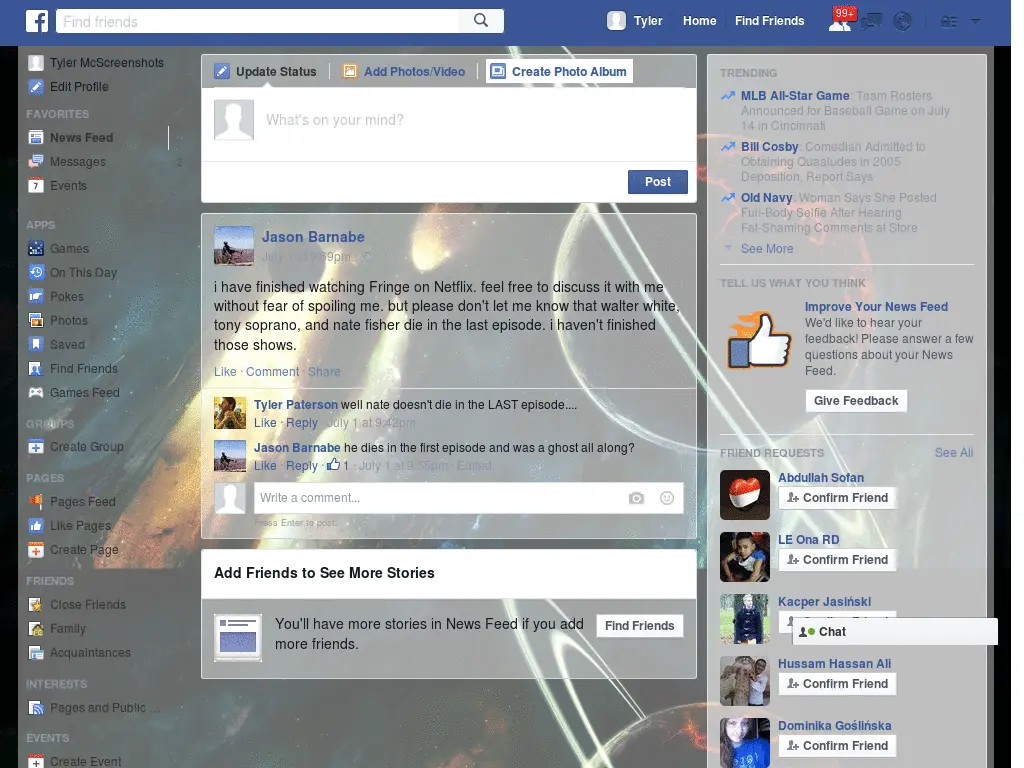 f
Find friends
Tyler
Home
Find Friends
99+
Tyler McScreenshots
Edit Profile
FAVORITES
News Feed
Messages
2
7
Events
APPS
Games
On This Day
Pokes
Photos
Saved
Find Friends
Games Feed
GROUPS
Create Group
PAGES
Pages Feed
Like Pages
Create Page
FRIENDS
Close Friends
Family
Acquaintances
INTERESTS
Pages and Public ...
EVENTS
Create Event
Update Status
Add Photos/Video
Create Photo Album
What's on your mind?
Post
Jason Barnabe
July 1 at 9:39pm ·
i have finished watching Fringe on Netflix. feel free to discuss it with me
without fear of spoiling me. but please don't let me know that walter white,
tony soprano, and nate fisher die in the last episode. i haven't finished
those shows.
Like · Comment · Share
Tyler Paterson well nate doesn't die in the LAST episode....
Like · Reply · July 1 at 9:42pm
Jason Barnabe he dies in the first episode and was a ghost all along?
Like · Reply · 1 · July 1 at 9:55pm · Edited
Write a comment...
Press Enter to post.
Add Friends to See More Stories
You'll have more stories in News Feed if you add
more friends.
Find Friends
TRENDING
MLB All-Star Game: Team Rosters
Announced for Baseball Game on July
14 in Cincinnati
Bill Cosby: Comedian Admitted to
Obtaining Quaaludes in 2005
Deposition, Report Says
Old Navy: Woman Says She Posted
Full-Body Selfie After Hearing
Fat-Shaming Comments at Store
See More
TELL US WHAT YOU THINK
Improve Your News Feed
We'd like to hear your
feedback! Please answer a few
questions about your News
Feed.
Give Feedback
FRIEND REQUESTS
See All
Abdullah Sofan
Confirm Friend
LE Ona RD
Confirm Friend
Kacper Jasiński
Chat
Hussam Hassan Ali
Confirm Friend
Dominika Goślińska
Confirm Friend